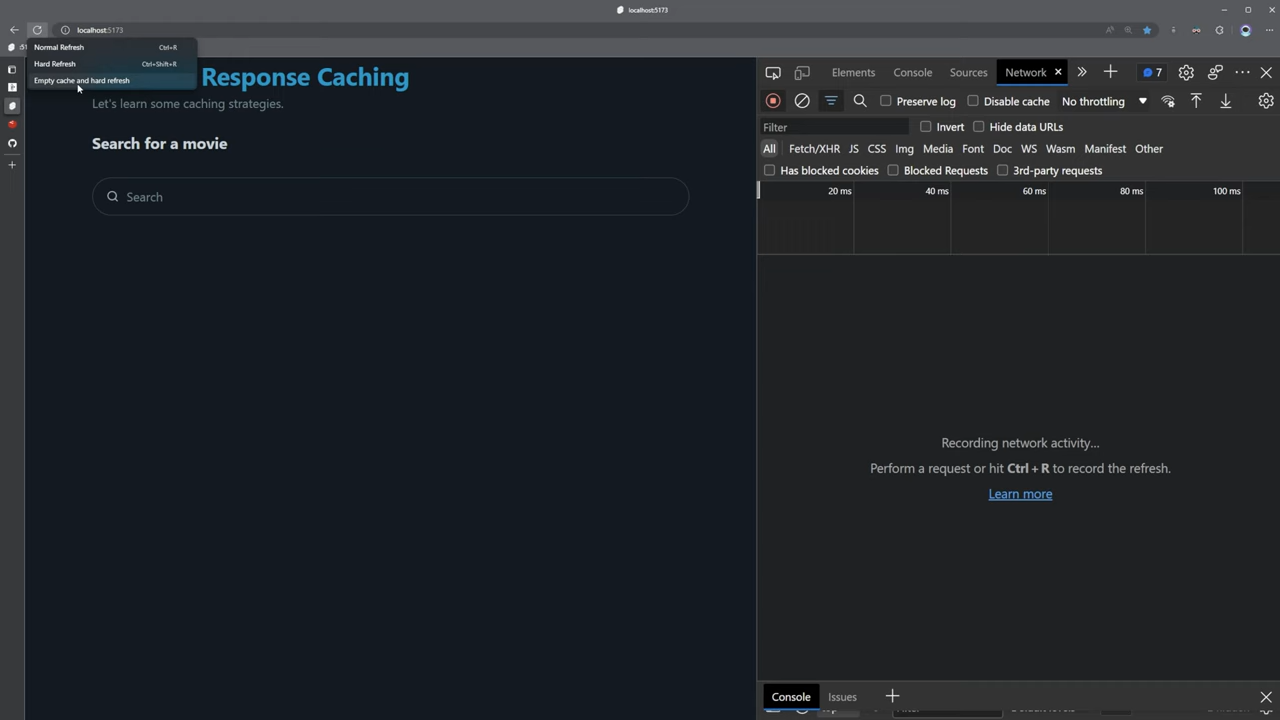 localhost:5173
localhost:5173
Normal Refresh Ctrl+R
Hard Refresh Ctrl+Shift+R
Empty cache and hard refresh
Response Caching
Let's learn some caching strategies.
Search for a movie
Search
Elements Console Sources Network 7
Preserve log Disable cache No throttling
Filter Invert Hide data URLs
All Fetch/XHR JS CSS Img Media Font Doc WS Wasm Manifest Other
Has blocked cookies Blocked Requests 3rd-party requests
20 ms 40 ms 60 ms 80 ms 100 ms
Recording network activity...
Perform a request or hit Ctrl + R to record the refresh.
Learn more
Console Issues